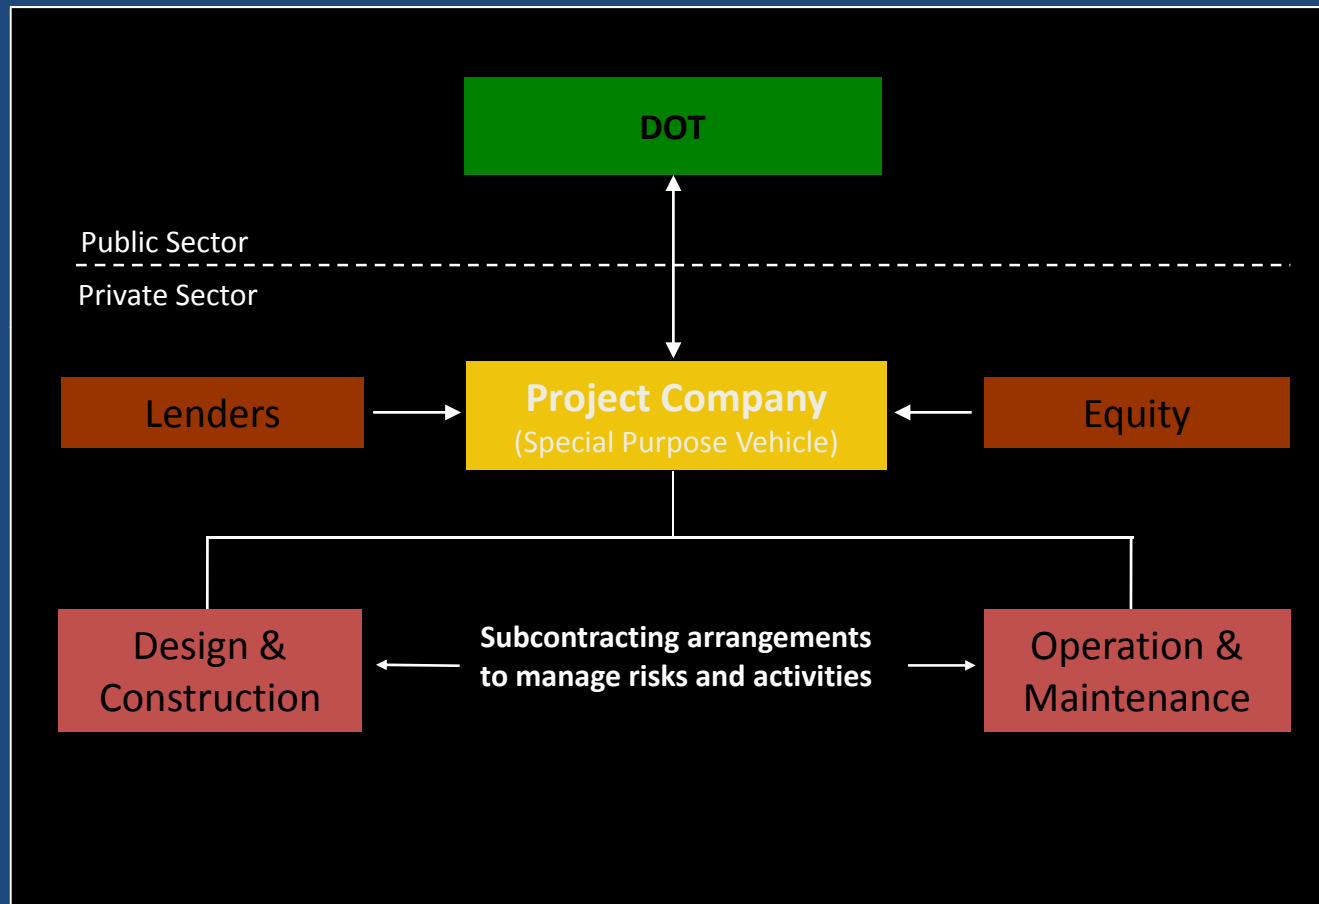 DOT
Public Sector
Private Sector
Lenders
Project Company
(Special Purpose Vehicle)
Equity
Design &
Construction
Subcontracting arrangements
to manage risks and activities
Operation &
Maintenance